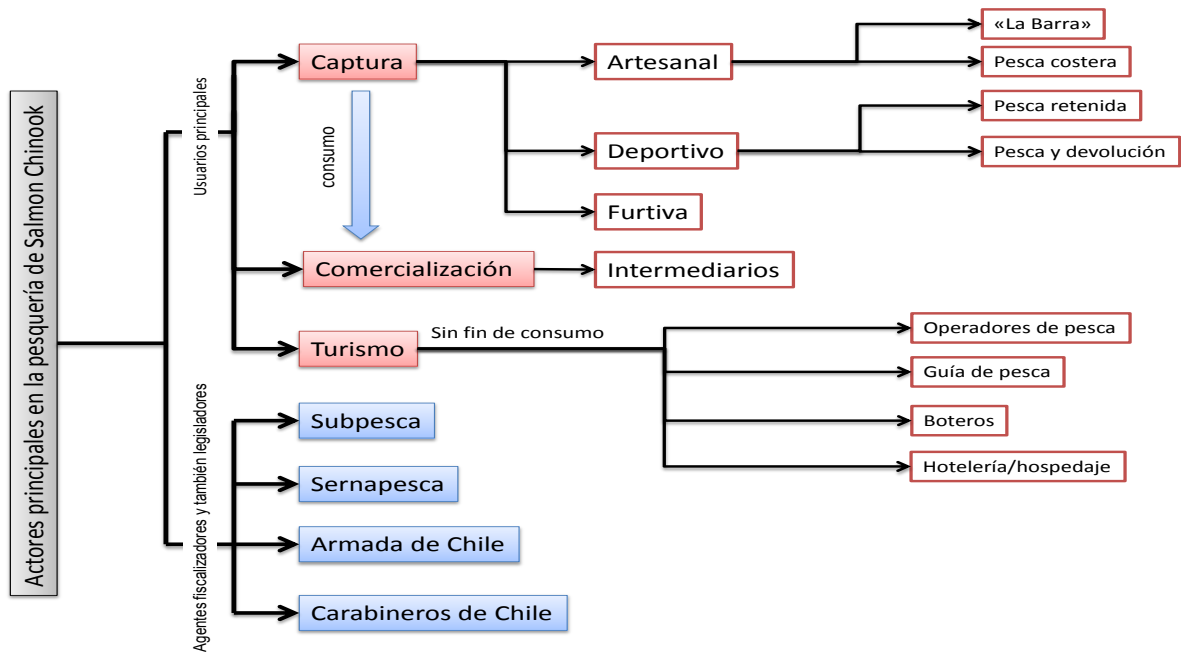 Actores principales en la pesquería de Salmon Chinook
Usuarios principales
Captura
consumo
Artesanal
«La Barra»
Pesca costera
Deportivo
Pesca retenida
Pesca y devolución
Furtiva
Comercialización
Intermediarios
Turismo
Sin fin de consumo
Operadores de pesca
Guía de pesca
Boteros
Hotelería/hospedaje
Agentes fiscalizadores y también legisladores
Subpesca
Sernapesca
Armada de Chile
Carabineros de Chile